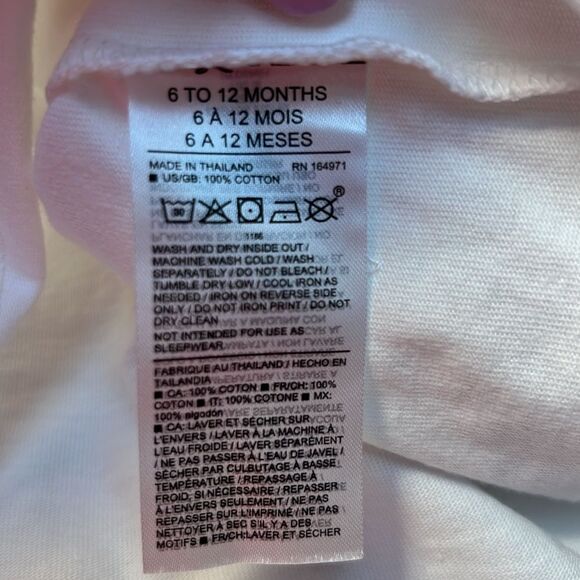 6 TO 12 MONTHS
6 À 12 MOIS
6 A 12 MESES
MADE IN THAILAND RN 164971
■ US/GB: 100% COTTON
30
®
1186
WASH AND DRY INSIDE OUT /
MACHINE WASH COLD / WASH
SEPARATELY / DO NOT BLEACH /
TUMBLE DRY LOW / COOL IRON AS
NEEDED / IRON ON REVERSE SIDE
ONLY / DO NOT IRON PRINT / DO NOT
DRY CLEAN
NOT INTENDED FOR USE AS
SLEEPWEAR
FABRIQUE AU THAILAND / HECHO EN
TAILANDIA
■ CA: 100% COTON ■ FR/CH: 100%
COTON ■ IT: 100% COTONE ■ MX:
100% algodón
■ CA: LAVER ET SÉCHER SUR
L'ENVERS / LAVER À LA MACHINE À
L'EAU FROIDE / LAVER SÉPARÉMENT
/ NE PAS PASSER À L'EAU DE JAVEL /
SÉCHER PAR CULBUTAGE À BASSE
TEMPÉRATURE / REPASSAGE À
FROID, SI NÉCESSAIRE / REPASSER
SUR L'ENVERS SEULEMENT / NE PAS
REPASSER SUR L'IMPRIMÉ / NE PAS
NETTOYER À SEC S'IL Y A DES
MOTIFS ■ FR/CH:LAVER ET SÉCHER